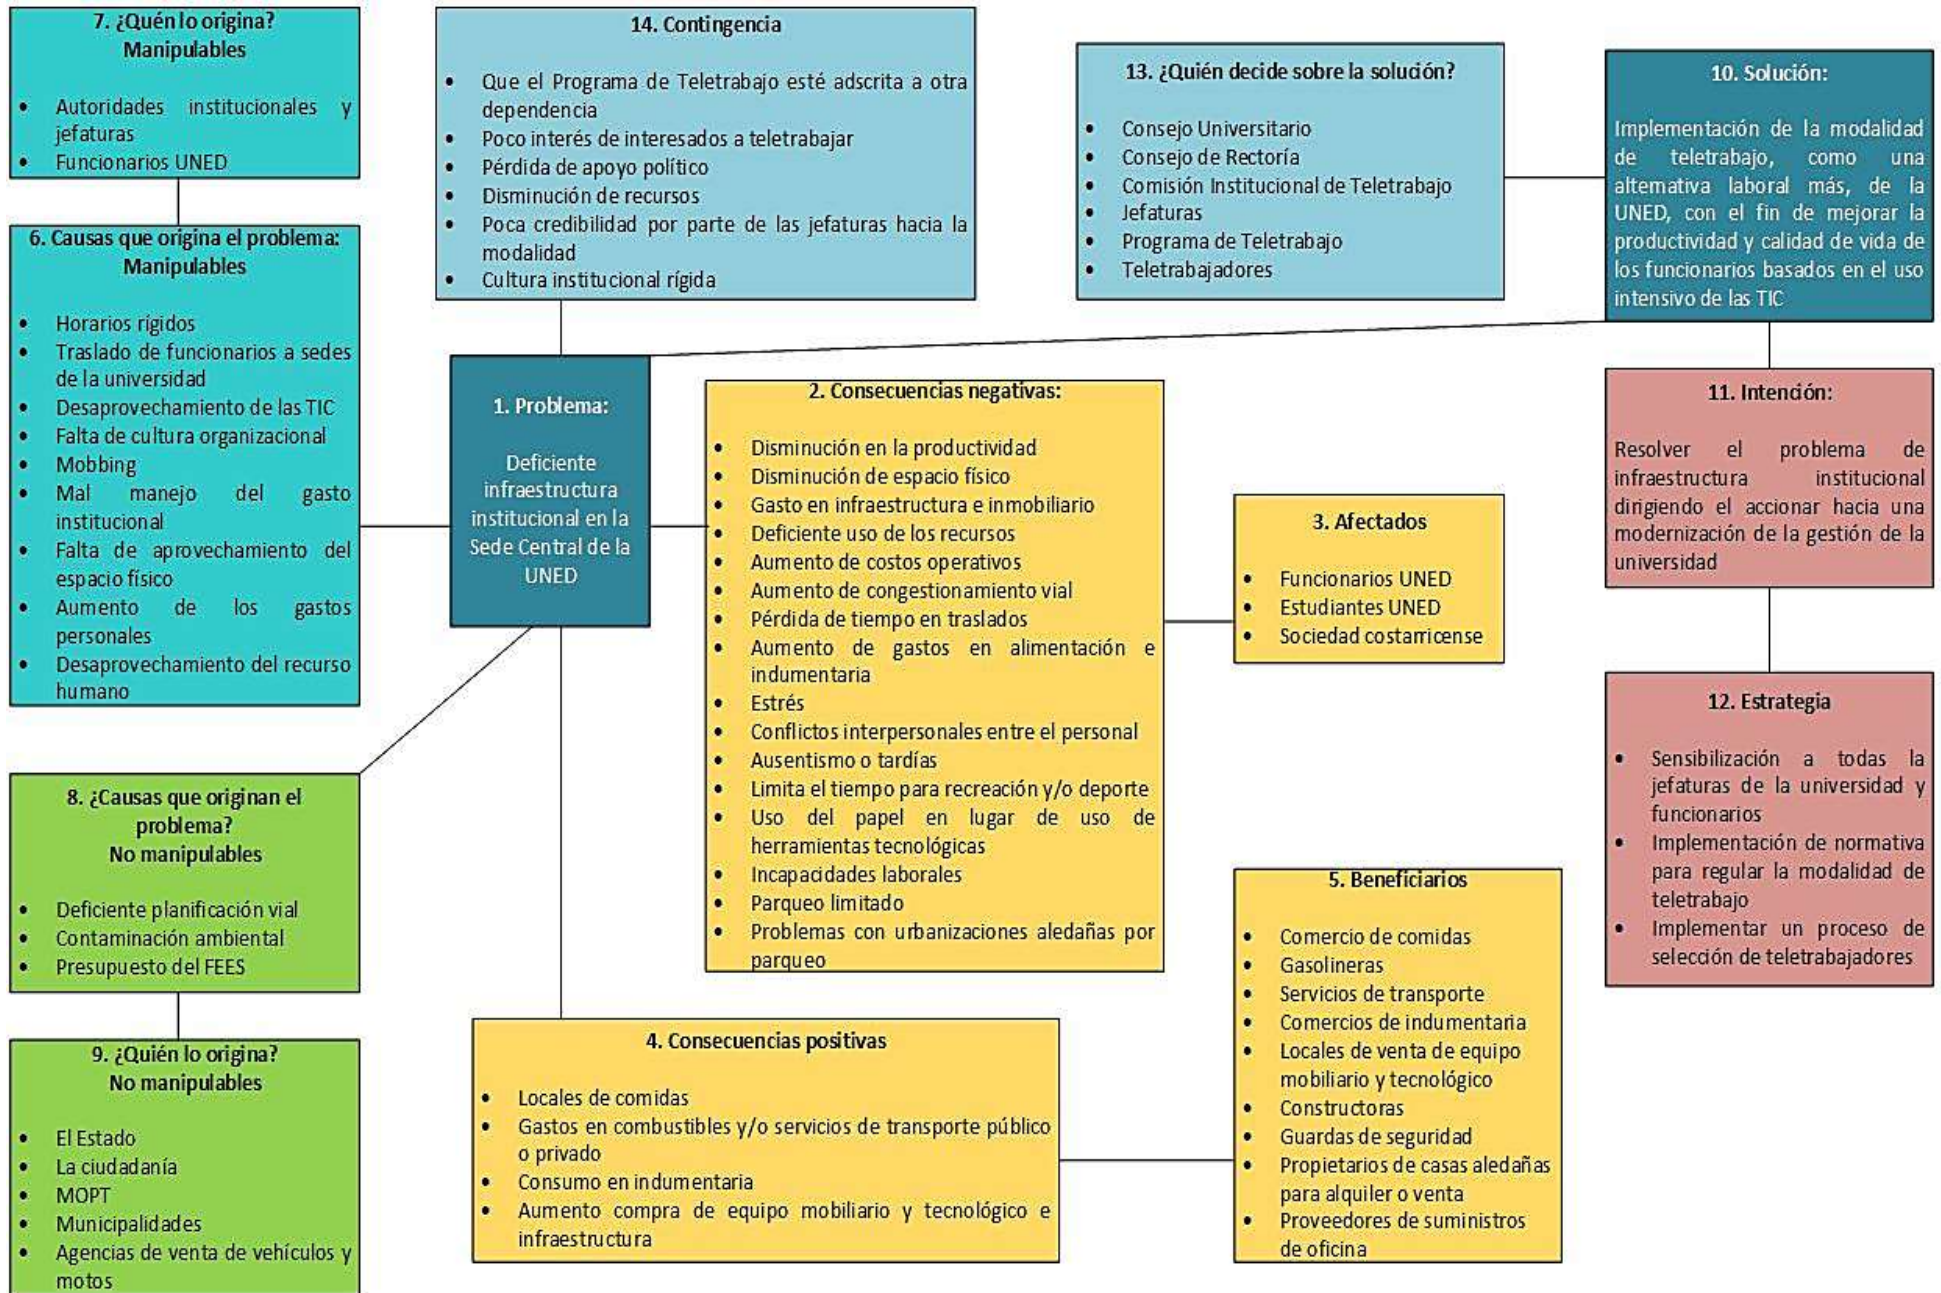 7. ¿Quén lo origina?
Manipulables
• Autoridades institucionales y
jefaturas
• Funcionarios UNED
14. Contingencia
• Que el Programa de Teletrabajo esté adscrita a otra
dependencia
• Poco interés de interesados a teletrabajar
• Pérdida de apoyo político
• Disminución de recursos
• Poca credibilidad por parte de las jefaturas hacia la
modalidad
• Cultura institucional rígida
13. ¿Quién decide sobre la solución?
• Consejo Universitario
• Consejo de Rectoría
• Comisión Institucional de Teletrabajo
• Jefaturas
• Programa de Teletrabajo
• Teletrabajadores
10. Solución:
Implementación de la modalidad
de teletrabajo, como una
alternativa laboral más, de la
UNED, con el fin de mejorar la
productividad y calidad de vida de
los funcionarios basados en el uso
intensivo de las TIC
6. Causas que origina el problema:
Manipulables
• Horarios rígidos
• Traslado de funcionarios a sedes
de la universidad
• Desaprovechamiento de las TIC
• Falta de cultura organizacional
• Mobbing
• Mal manejo del gasto
institucional
• Falta de aprovechamiento del
espacio físico
• Aumento de los gastos
personales
• Desaprovechamiento del recurso
humano
1. Problema:
Deficiente
infraestructura
institucional en la
Sede Central de la
UNED
2. Consecuencias negativas:
• Disminución en la productividad
• Disminución de espacio físico
• Gasto en infraestructura e inmobiliario
• Deficiente uso de los recursos
• Aumento de costos operativos
• Aumento de congestionamiento vial
• Pérdida de tiempo en traslados
• Aumento de gastos en alimentación e
indumentaria
• Estrés
• Conflictos interpersonales entre el personal
• Ausentismo o tardías
• Limita el tiempo para recreación y/o deporte
• Uso del papel en lugar de uso de
herramientas tecnológicas
• Incapacidades laborales
• Parqueo limitado
• Problemas con urbanizaciones aledañas por
parqueo
3. Afectados
• Funcionarios UNED
• Estudiantes UNED
• Sociedad costarricense
11. Intención:
Resolver el problema de
infraestructura institucional
dirigiendo el accionar hacia una
modernización de la gestión de la
universidad
12. Estrategia
• Sensibilización a todas la
jefaturas de la universidad y
funcionarios
• Implementación de normativa
para regular la modalidad de
teletrabajo
• Implementar un proceso de
selección de teletrabajadores
8. ¿Causas que originan el
problema?
No manipulables
• Deficiente planificación vial
• Contaminación ambiental
• Presupuesto del FEES
9. ¿Quién lo origina?
No manipulables
• El Estado
• La ciudadanía
• MOPT
• Municipalidades
• Agencias de venta de vehículos y
motos
4. Consecuencias positivas
• Locales de comidas
• Gastos en combustibles y/o servicios de transporte público
o privado
• Consumo en indumentaria
• Aumento compra de equipo mobiliario y tecnológico e
infraestructura
5. Beneficiarios
• Comercio de comidas
• Gasolineras
• Servicios de transporte
• Comercios de indumentaria
• Locales de venta de equipo
mobiliario y tecnológico
• Constructoras
• Guardas de seguridad
• Propietarios de casas aledañas
para alquiler o venta
• Proveedores de suministros
de oficina